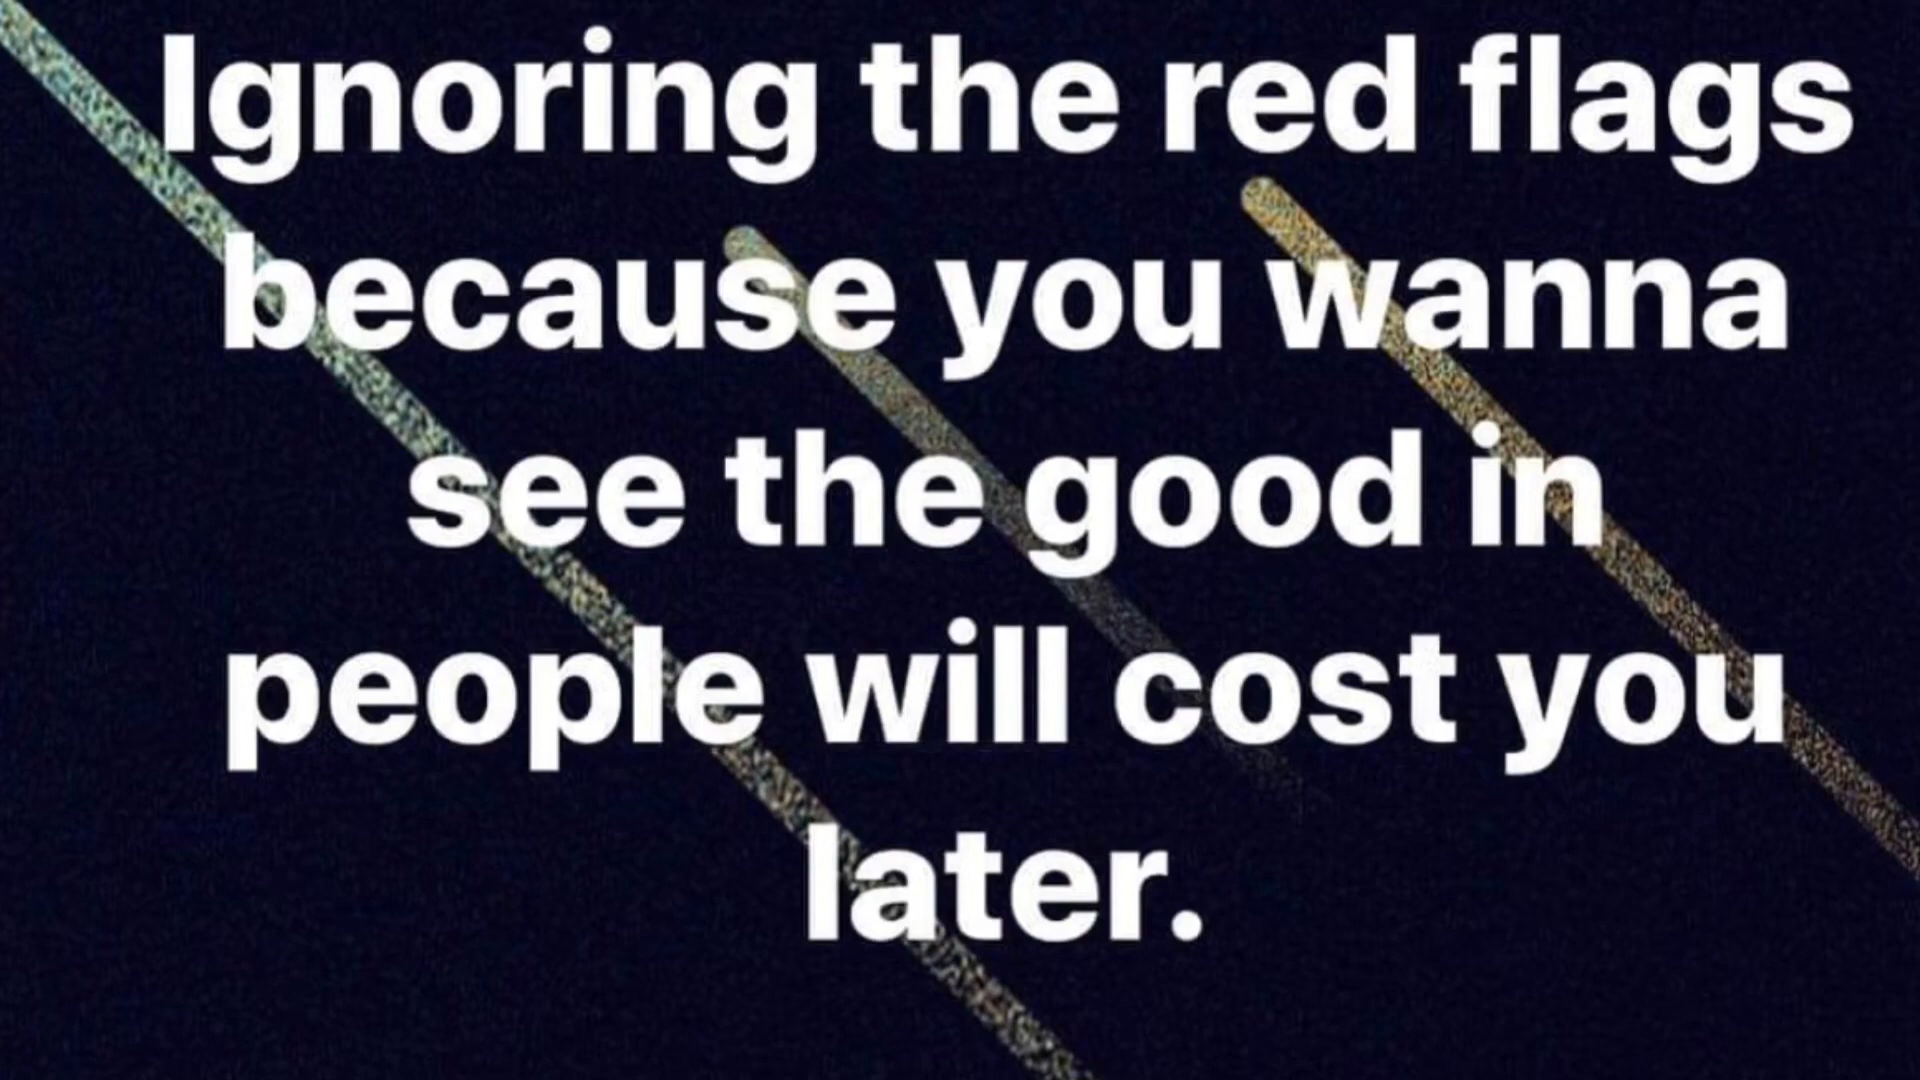 Ignoring the red flags
because you wanna
see the good in
people will cost you
later.